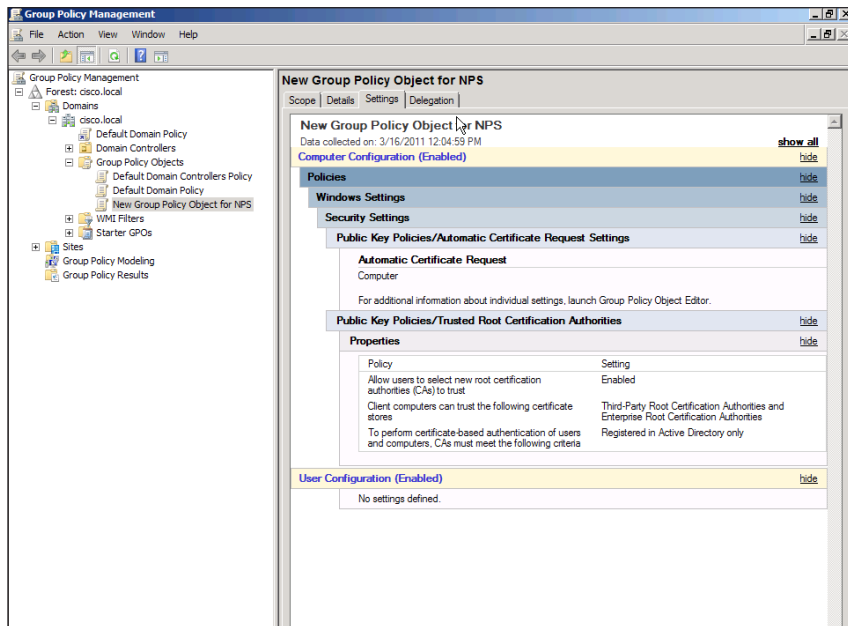 Group Policy Management
File Action View Window Help
Group Policy Management
Forest: cisco.local
Domains
cisco.local
Default Domain Policy
Domain Controllers
Group Policy Objects
Default Domain Controllers Policy
Default Domain Policy
New Group Policy Object for NPS
WMI Filters
Starter GPOs
Sites
Group Policy Modeling
Group Policy Results
New Group Policy Object for NPS
Scope Details Settings Delegation
New Group Policy Object for NPS
Data collected on: 3/16/2011 12:04:59 PM show all
Computer Configuration (Enabled) hide
Policies hide
Windows Settings hide
Security Settings hide
Public Key Policies/Automatic Certificate Request Settings hide
Automatic Certificate Request
Computer
For additional information about individual settings, launch Group Policy Object Editor.
Public Key Policies/Trusted Root Certification Authorities hide
Properties hide
Policy Setting
Allow users to select new root certification Enabled
authorities (CAs) to trust
Client computers can trust the following certificate Third-Party Root Certification Authorities and
stores Enterprise Root Certification Authorities
To perform certificate-based authentication of users Registered in Active Directory only
and computers, CAs must meet the following criteria
User Configuration (Enabled) hide
No settings defined.